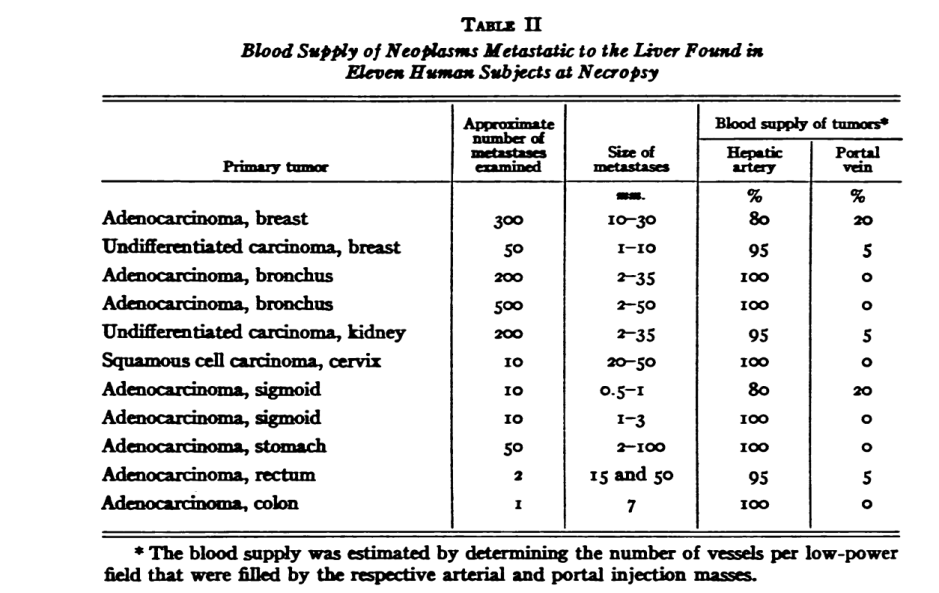 TABLE II
Blood Supply of Neoplasms Metastatic to the Liver Found in
Eleven Human Subjects at Necropsy
Primary tumor | Approximate number of metastases examined | Size of metastases | Blood supply of tumors*
Hepatic artery | Portal vein
mm. | % | %
Adenocarcinoma, breast | 300 | 10–30 | 80 | 20
Undifferentiated carcinoma, breast | 50 | 1–10 | 95 | 5
Adenocarcinoma, bronchus | 200 | 2–35 | 100 | 0
Adenocarcinoma, bronchus | 500 | 2–50 | 100 | 0
Undifferentiated carcinoma, kidney | 200 | 2–35 | 95 | 5
Squamous cell carcinoma, cervix | 10 | 20–50 | 100 | 0
Adenocarcinoma, sigmoid | 10 | 0.5–1 | 80 | 20
Adenocarcinoma, sigmoid | 10 | 1–3 | 100 | 0
Adenocarcinoma, stomach | 50 | 2–100 | 100 | 0
Adenocarcinoma, rectum | 2 | 15 and 50 | 95 | 5
Adenocarcinoma, colon | 1 | 7 | 100 | 0
* The blood supply was estimated by determining the number of vessels per low-power
field that were filled by the respective arterial and portal injection masses.